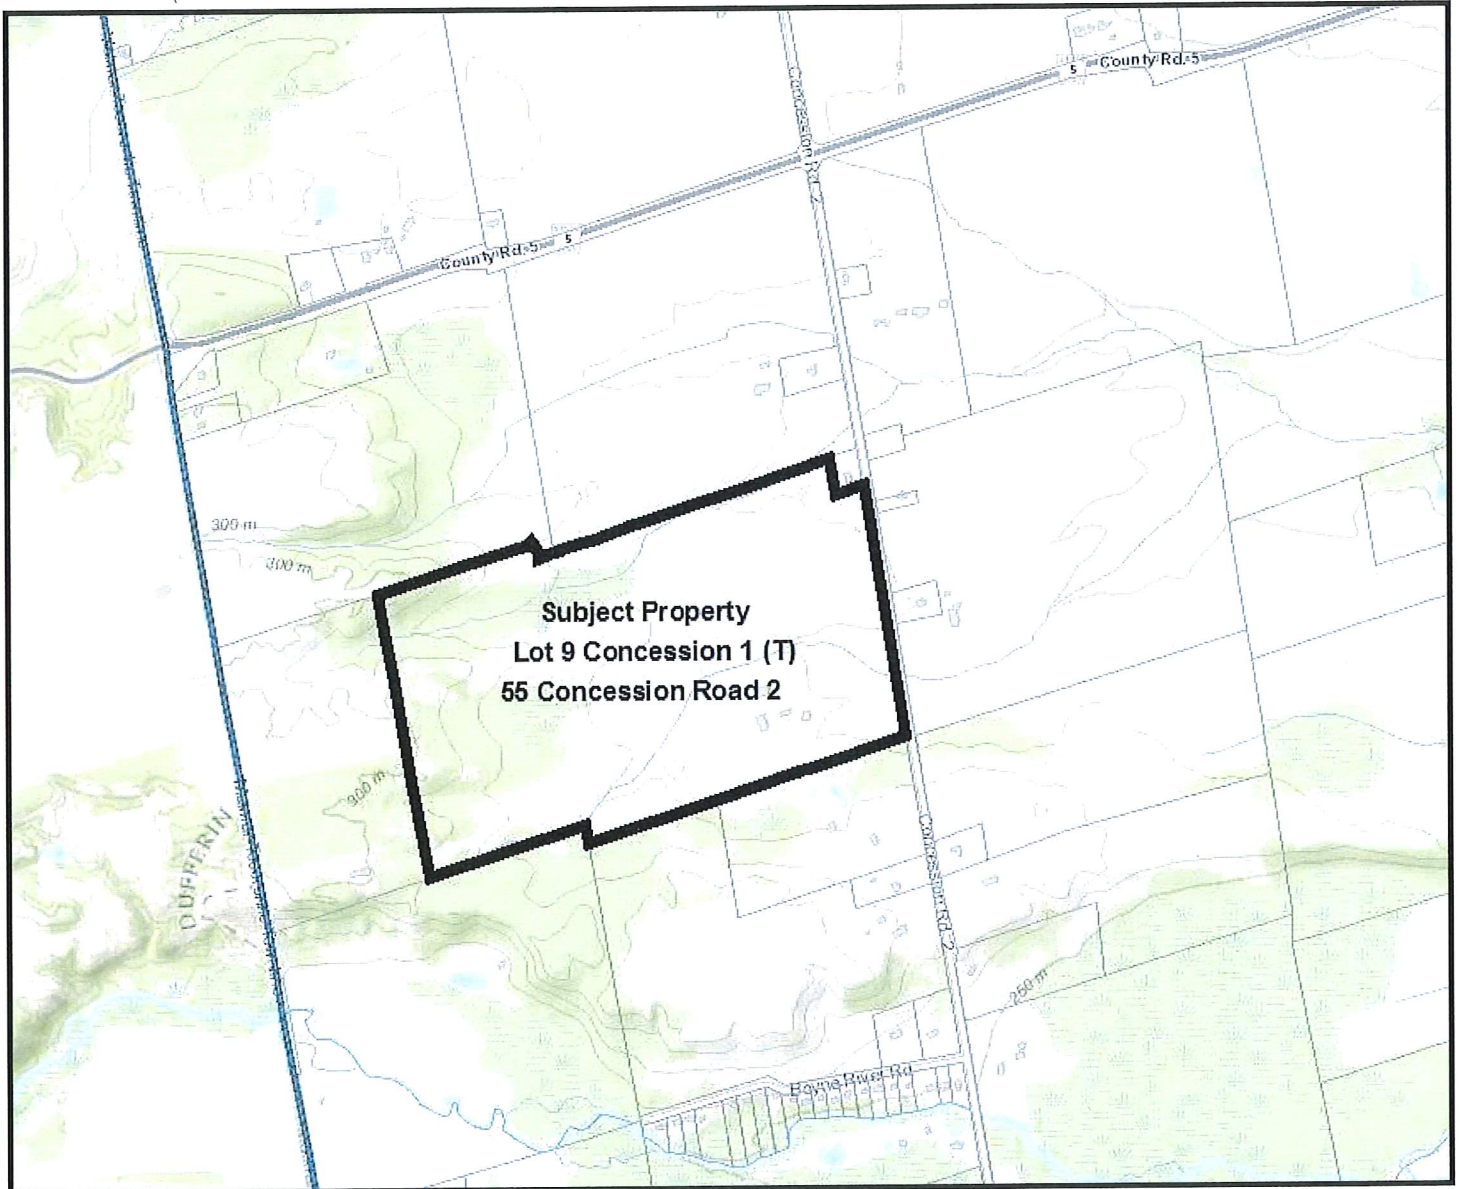 County Rd. 5
5
Concession Rd 2
County Rd. 5
5
300 m
300 m
Subject Property
Lot 9 Concession 1 (T)
55 Concession Road 2
300 m
DUFFERIN
Concession Rd 2
250 m
Boyne River Rd